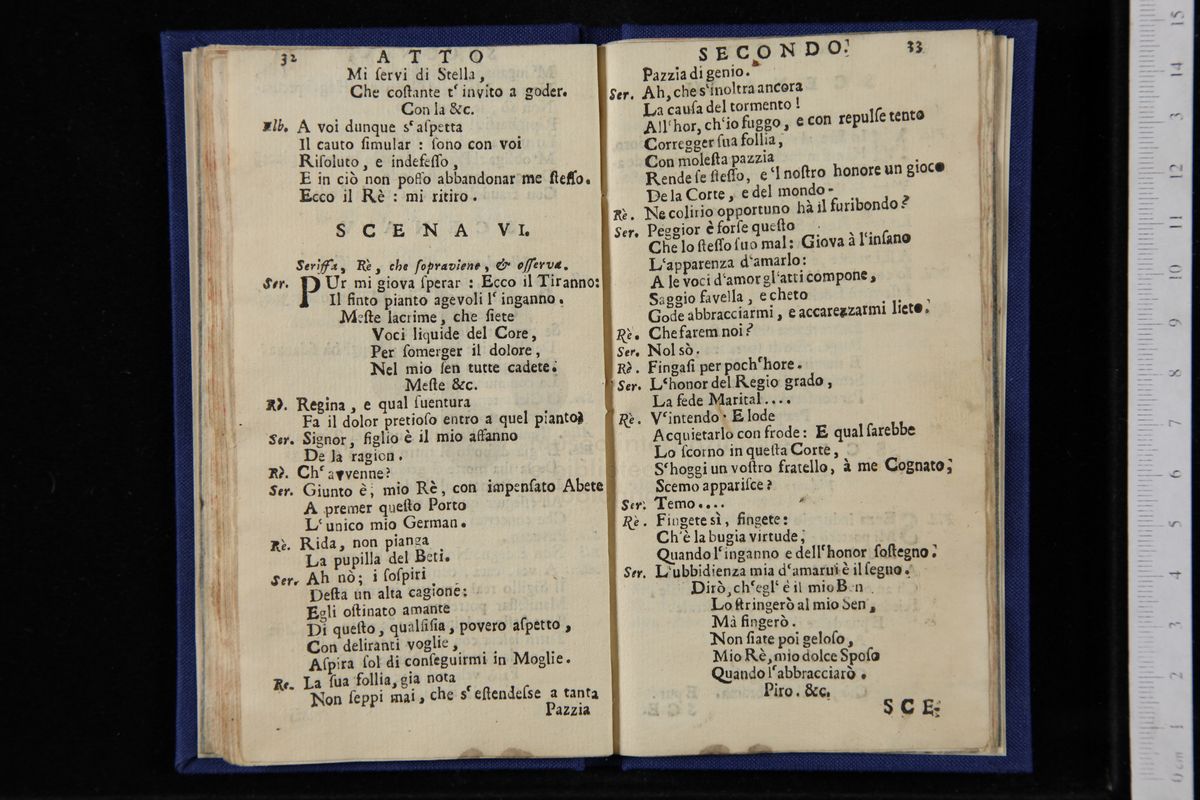 32 ATTO
Mi ſervi di Stella,
Che coſtante t' invito a goder.
Con la &c.
Alb. A voi dunque s' aſpetta
Il cauto ſimular : ſono con voi
Riſoluto, e indefeſſo,
E in ciò non poſſo abbandonar me ſteſſo.
Ecco il Rè : mi ritiro.
SCENA VI.
Seriffa, Rè, che ſopraviene, & oſſerva.
Ser. PUr mi giova ſperar : Ecco il Tiranno:
Il finto pianto agevoli l' inganno.
Meſte lacrime, che ſiete
Voci liquide del Core,
Per ſomerger il dolore,
Nel mio ſen tutte cadete.
Meſte &c.
Rè. Regina, e qual ſuentura
Fa il dolor pretioſo entro a quel pianto?
Ser. Signor, figlio è il mio affanno
De la ragion.
Rè. Ch' avvenne?
Ser. Giunto è, mio Rè, con impenſato Abete
A premer queſto Porto
L' unico mio German.
Rè. Rida, non pianga
La pupilla del Beti.
Ser. Ah nò; i ſoſpiri
Deſta un alta cagione:
Egli oſtinato amante
Di queſto, qualſiſia, povero aſpetto,
Con deliranti voglie,
Aſpira ſol di conſeguirmi in Moglie.
Re. La ſua follia, gia nota
Non ſeppi mai, che s' eſtendeſse a tanta
Pazzia
SECONDO. 33
Pazzia di genio.
Ser. Ah, che s'inoltra ancora
La cauſa del tormento!
All'hor, ch'io fuggo, e con repulſe tento
Corregger ſua follia,
Con moleſta pazzia
Rende ſe ſteſſo, e 'l noſtro honore un gioco
De la Corte, e del mondo-
Rè. Ne colirio opportuno hà il furibondo?
Ser. Peggior è forſe queſto
Che lo ſteſſo ſuo mal: Giova à l'inſano
L'apparenza d'amarlo:
A le voci d'amor gl'atti compone,
Saggio favella, e cheto
Gode abbracciarmi, e accarezzarmi lieto.
Rè. Che farem noi?
Ser. Nol sò.
Rè. Fingaſi per poch'hore.
Ser. L'honor del Regio grado,
La fede Marital....
Rè. V'intendo. E lode
Acquietarlo con frode: E qual ſarebbe
Lo ſcorno in queſta Corte,
S'hoggi un voſtro fratello, à me Cognato,
Scemo appariſce?
Ser. Temo....
Rè. Fingete sì, fingete:
Ch'è la bugia virtude,
Quando l'inganno e dell'honor ſoſtegno.
Ser. L'ubbidienza mia d'amarui è il ſegno.
Dirò, ch'egl' è il mio B n
Lo ſtringerò al mio Sen,
Mà fingerò.
Non ſiate poi geloſo,
Mio Rè, mio dolce Spoſo
Quando l'abbracciarò.
Piro. &c.
SCE-